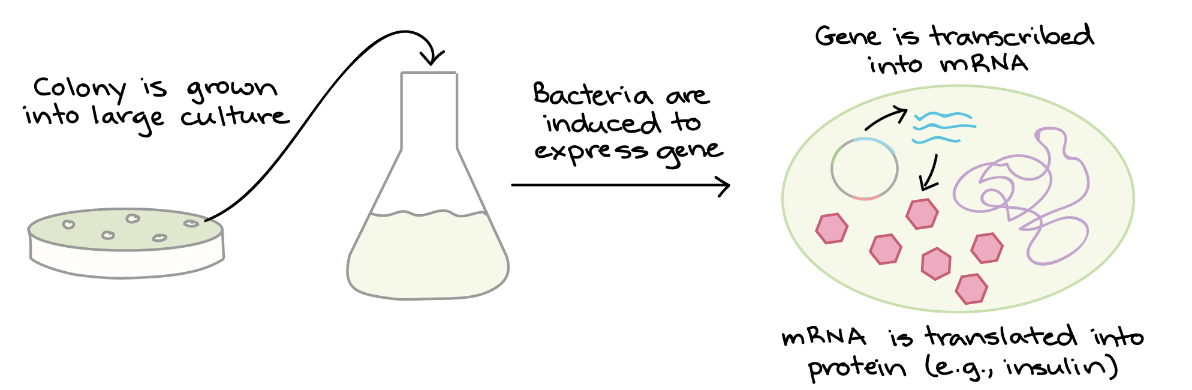 Colony is grown
into large culture
Bacteria are
induced to
express gene
Gene is transcribed
into mRNA
mRNA is translated into
protein (e.g., insulin)